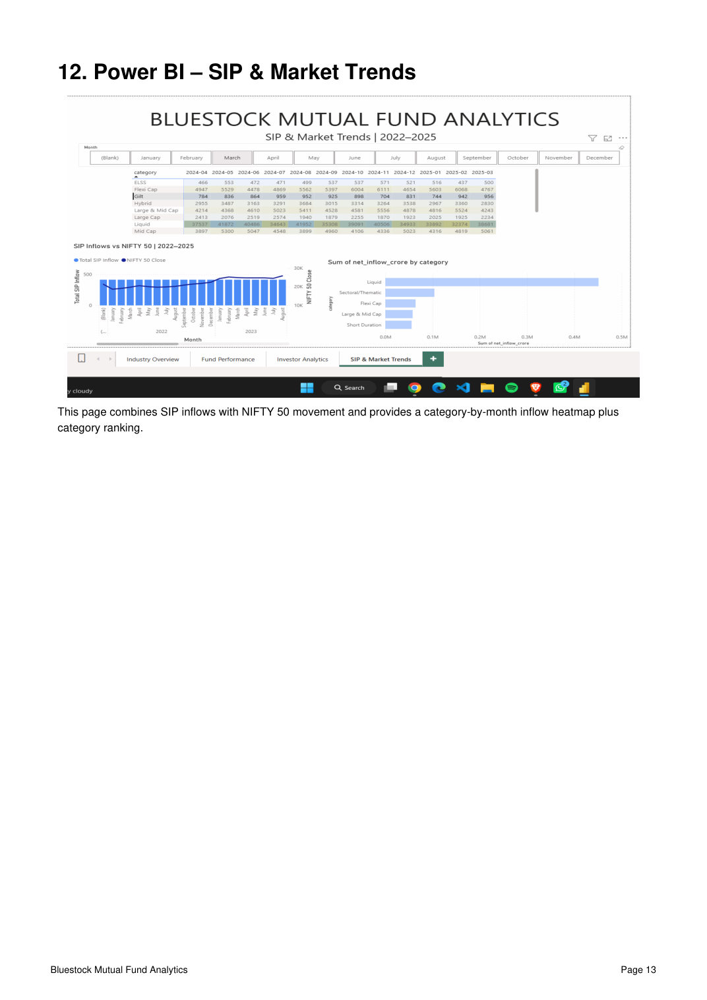 12. Power BI – SIP & Market Trends
BLUESTOCK MUTUAL FUND ANALYTICS
SIP & Market Trends | 2022–2025
Month
(Blank) January February March April May June July August September October November December
category 2024-04 2024-05 2024-06 2024-07 2024-08 2024-09 2024-10 2024-11 2024-12 2025-01 2025-02 2025-03
ELSS 466 553 472 471 499 537 537 571 521 516 437 500
Flexi Cap 4947 5529 4478 4869 5562 5397 6004 6111 4654 5603 6068 4767
Gilt 784 836 864 959 952 925 898 704 831 744 942 956
Hybrid 2955 3487 3163 3291 3684 3015 3314 3264 3538 2967 3360 2830
Large & Mid Cap 4214 4368 4610 5023 5411 4528 4581 5556 4878 4816 5524 4243
Large Cap 2413 2076 2519 2574 1940 1879 2255 1870 1923 2025 1925 2234
Liquid 37537 41872 40486 34643 41952 35308 39091 40506 34933 33892 32374 38681
Mid Cap 3897 5300 5047 4548 3899 4960 4106 4336 5023 4316 4819 5061
SIP Inflows vs NIFTY 50 | 2022–2025
Total SIP Inflow NIFTY 50 Close
Total SIP Inflow
500
0
30K
20K
10K
NIFTY 50 Close
(Blank) January February March April May June July August September October November December January February March April May June July August
(... 2022 2023
Month
Sum of net_inflow_crore by category
category
Liquid
Sectoral/Thematic
Flexi Cap
Large & Mid Cap
Short Duration
0.0M 0.1M 0.2M 0.3M 0.4M 0.5M
Sum of net_inflow_crore
Industry Overview Fund Performance Investor Analytics SIP & Market Trends +
y cloudy
Search
2
This page combines SIP inflows with NIFTY 50 movement and provides a category-by-month inflow heatmap plus
category ranking.
Bluestock Mutual Fund Analytics Page 13